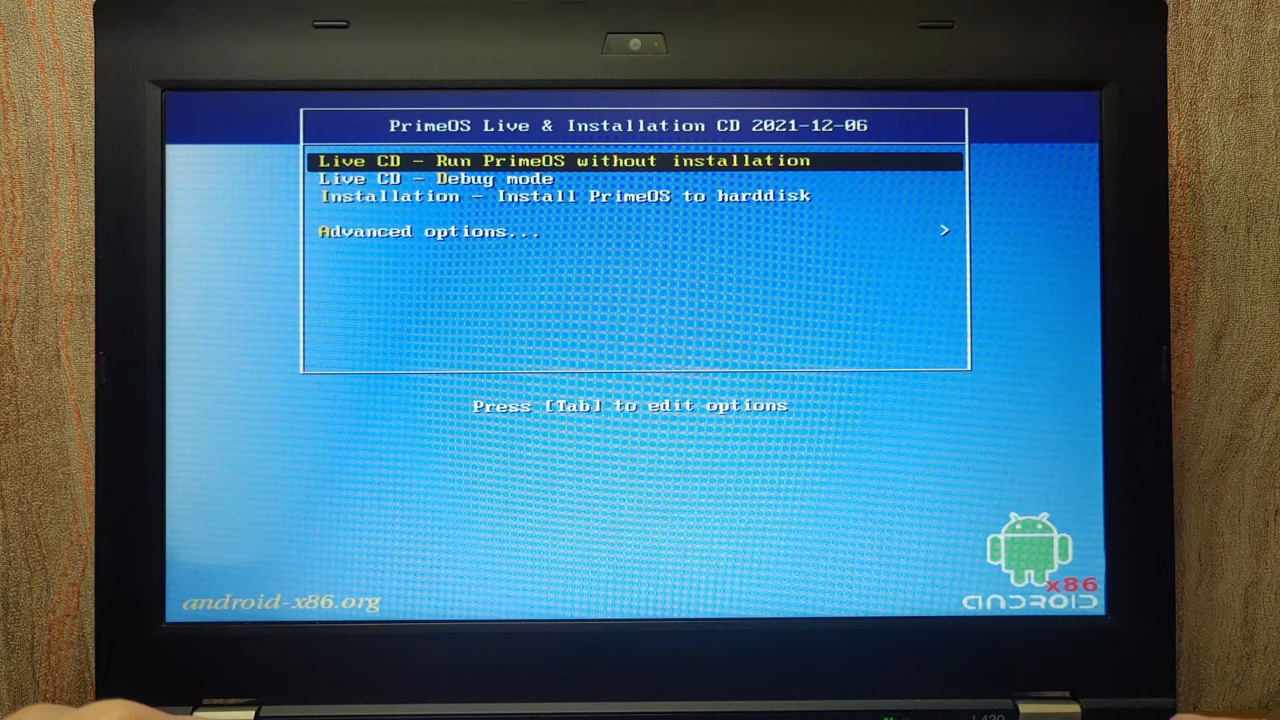 PrimeOS Live & Installation CD 2021-12-06
Live CD - Run PrimeOS without installation
Live CD - Debug mode
Installation - Install PrimeOS to harddisk
Advanced options... >
Press [Tab] to edit options
x86
android-x86.org
ANDROID
L420